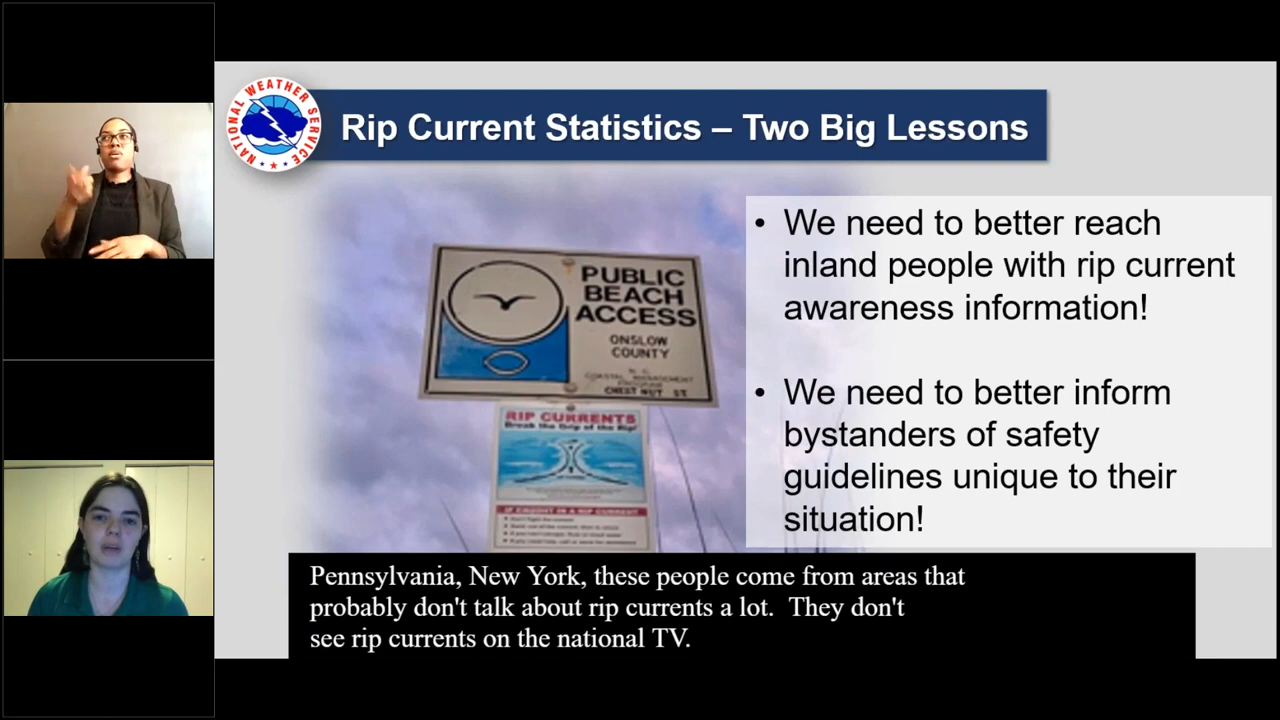 NATIONAL WEATHER SERVICE
Rip Current Statistics – Two Big Lessons
PUBLIC
BEACH
ACCESS
ONSLOW
COUNTY
N. C.
COASTAL MANAGEMENT
PROGRAM
CHESTNUT ST.
RIP CURRENTS
Break the Grip of the Rip!
IF CAUGHT IN A RIP CURRENT
• We need to better reach
inland people with rip current
awareness information!
• We need to better inform
bystanders of safety
guidelines unique to their
situation!
Pennsylvania, New York, these people come from areas that
probably don't talk about rip currents a lot.  They don't
see rip currents on the national TV.